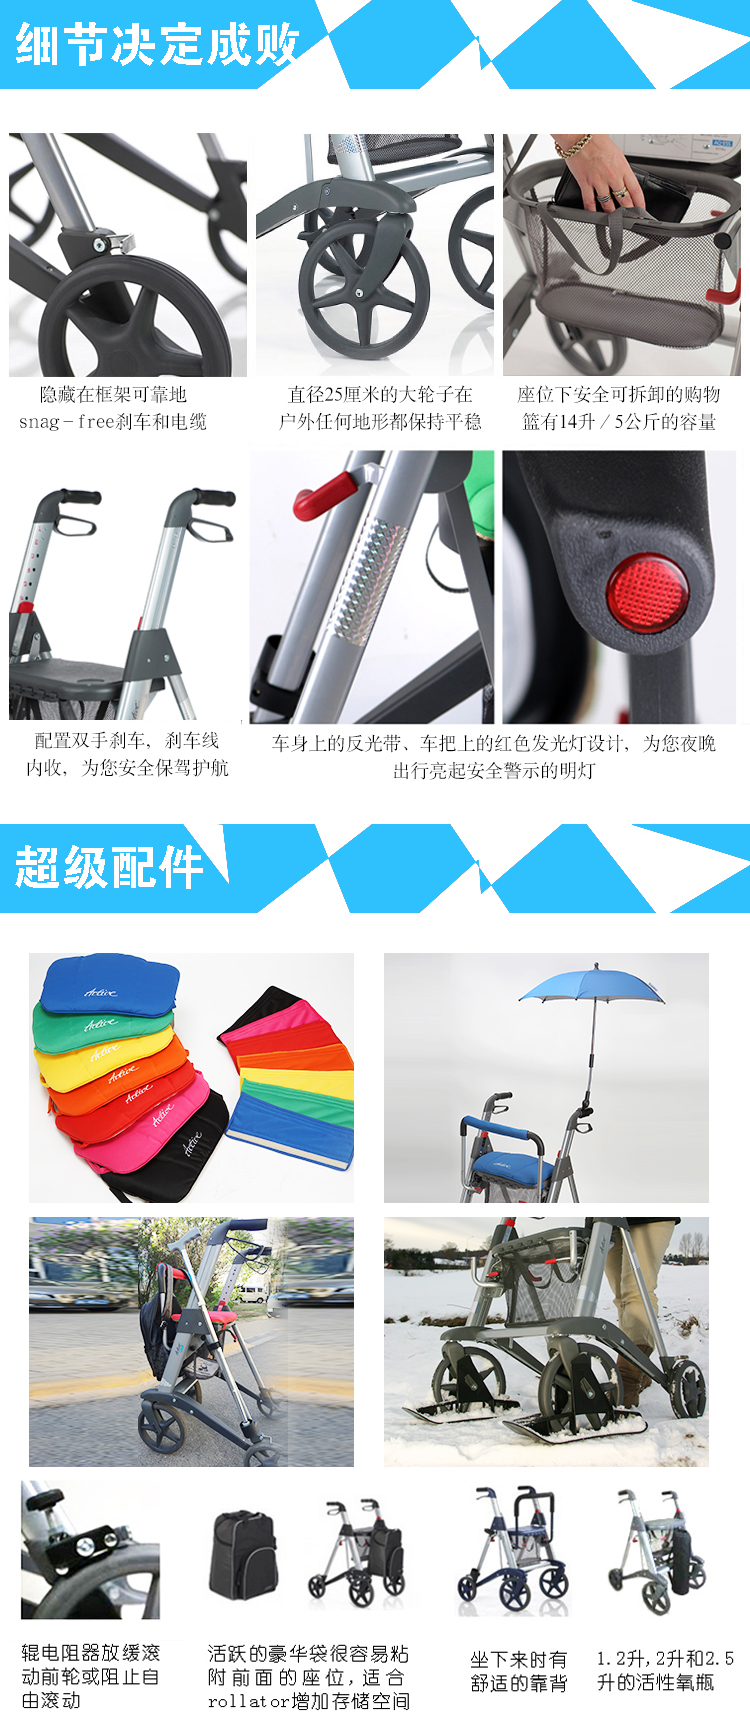 细节决定成败
隐藏在框架可靠地
snag-free刹车和电缆
直径25厘米的大轮子在
户外任何地形都保持平稳
座位下安全可拆卸的购物
篮有14升/5公斤的容量
配置双手刹车，刹车线
内收，为您安全保驾护航
车身上的反光带、车把上的红色发光灯设计，为您夜晚
出行亮起安全警示的明灯
超级配件
Active
Active
Active
Active
Active
Active
Active
Active
辊电阻器放缓滚
动前轮或阻止自
由滚动
活跃的豪华袋很容易粘
附前面的座位，适合
rollator增加存储空间
坐下来时有
舒适的靠背
1.2升，2升和2.5
升的活性氧瓶